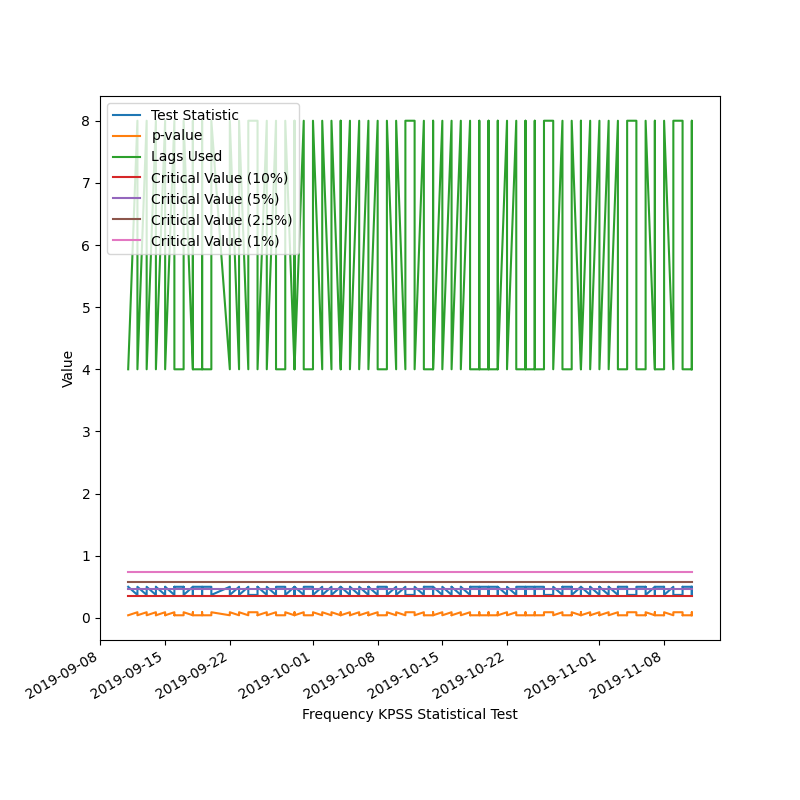 Test Statistic
p-value
Lags Used
Critical Value (10%)
Critical Value (5%)
Critical Value (2.5%)
Critical Value (1%)
8
7
6
5
4
3
2
1
0
Value
2019-09-08
2019-09-15
2019-09-22
2019-10-01
2019-10-08
2019-10-15
2019-10-22
2019-11-01
2019-11-08
Frequency KPSS Statistical Test